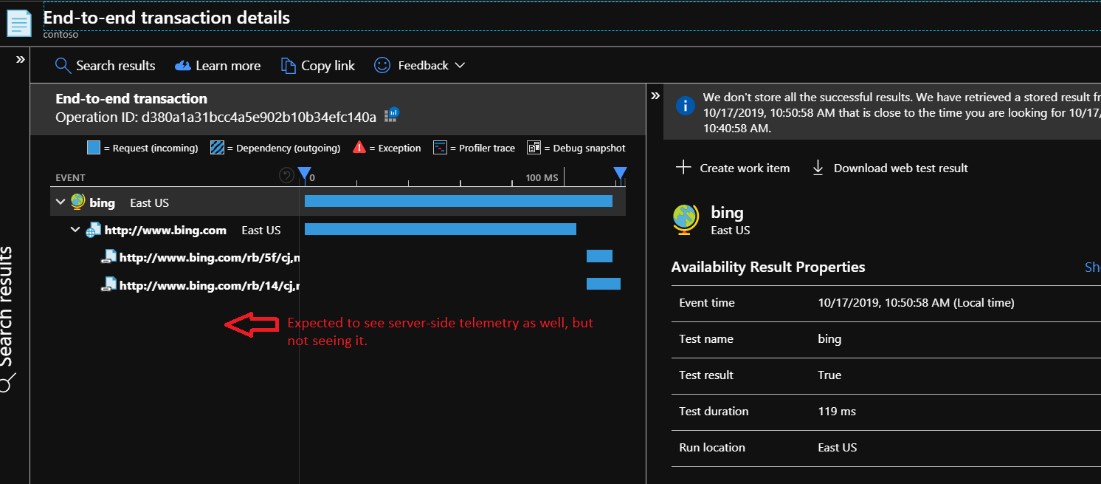 End-to-end transaction details
contoso
»
Search results
Learn more
Copy link
Feedback
End-to-end transaction
Operation ID: d380a1a31bcc4a5e902b10b34efc140a
= Request (incoming)
= Dependency (outgoing)
= Exception
= Profiler trace
= Debug snapshot
EVENT
0
100 MS
bing East US
http://www.bing.com East US
http://www.bing.com/rb/5f/cj,n
http://www.bing.com/rb/14/cj,n
Expected to see server-side telemetry as well, but
not seeing it.
Search results
»
We don't store all the successful results. We have retrieved a stored result fr
10/17/2019, 10:50:58 AM that is close to the time you are looking for 10/17/
10:40:58 AM.
Create work item
Download web test result
bing
East US
Availability Result Properties
Sh
Event time 10/17/2019, 10:50:58 AM (Local time)
Test name bing
Test result True
Test duration 119 ms
Run location East US